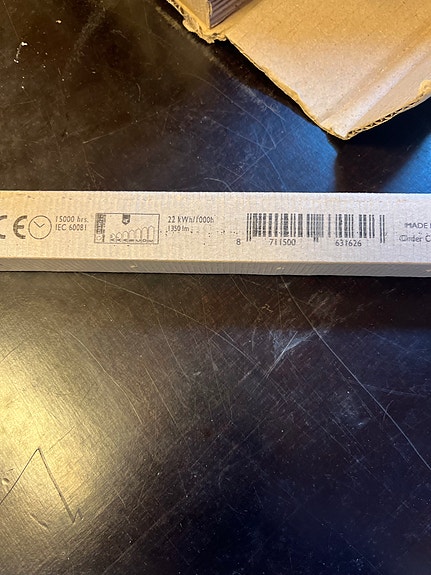 CE
15000 hrs.
IEC 60081
22 kWh/1000h
1350 lm
8 711500 631626
MADE
Order C